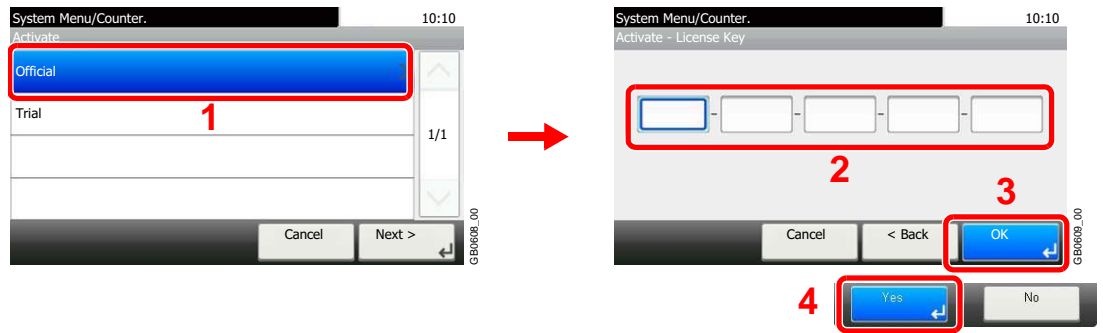 System Menu/Counter. 10:10
Activate
Official
Trial
1
1/1
Cancel Next >
GB0608_00
System Menu/Counter. 10:10
Activate - License Key
- - - -
2
3
Cancel < Back OK
GB0609_00
4 Yes No